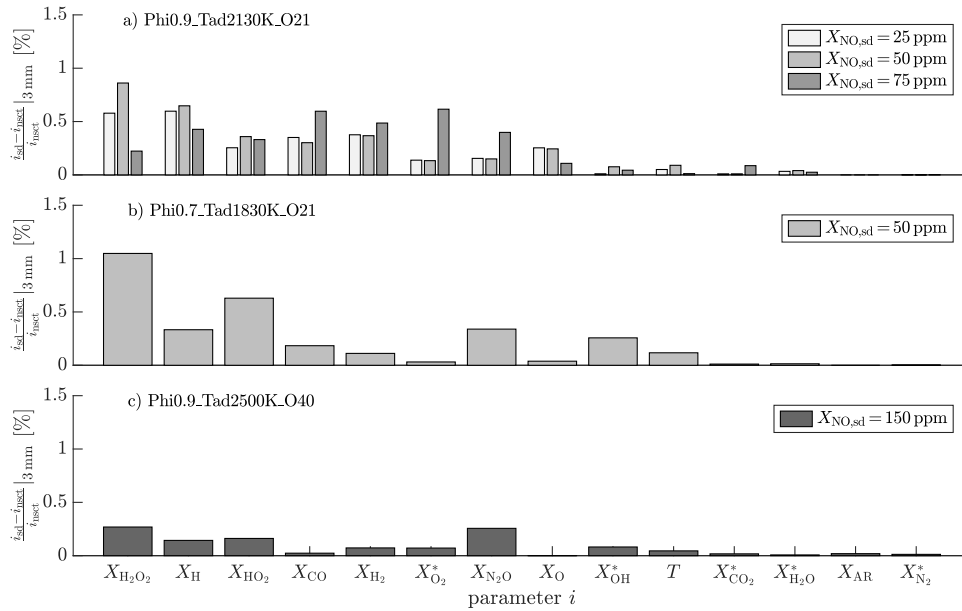 a) Phi0.9_Tad2130K_O21
X_NO,sd = 25 ppm
X_NO,sd = 50 ppm
X_NO,sd = 75 ppm
1.5
1
0.5
0
(i_sd−i_nsct)/i_nsct |3 mm [%]
b) Phi0.7_Tad1830K_O21
X_NO,sd = 50 ppm
1.5
1
0.5
0
(i_sd−i_nsct)/i_nsct |3 mm [%]
c) Phi0.9_Tad2500K_O40
X_NO,sd = 150 ppm
1.5
1
0.5
0
(i_sd−i_nsct)/i_nsct |3 mm [%]
X_H₂O₂ X_H X_HO₂ X_CO X_H₂ X*_O₂ X_N₂O X_O X*_OH T X*_CO₂ X*_H₂O X_AR X*_N₂
parameter i